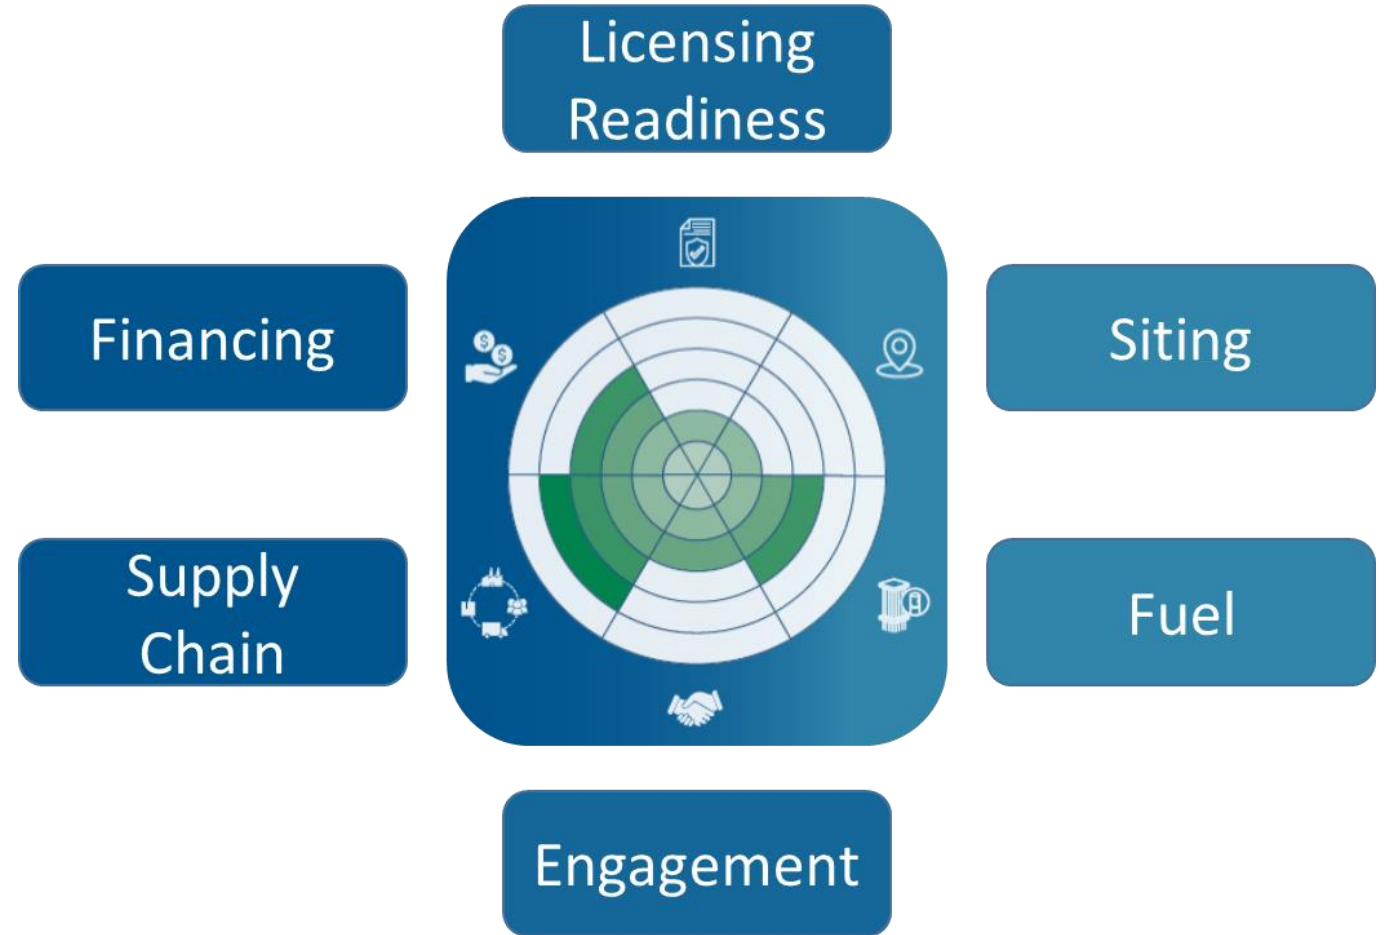 Licensing
Readiness
Financing
Siting
Supply
Chain
Fuel
Engagement